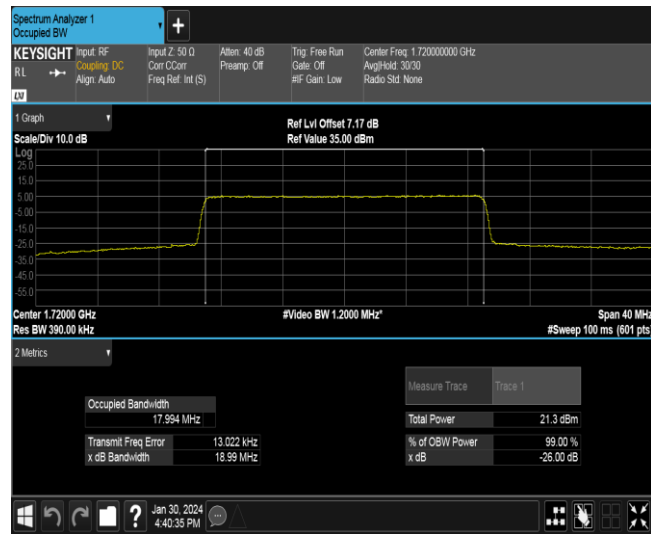 Spectrum Analyzer 1
Occupied BW
+
KEYSIGHT
RL
LXI
Input: RF
Coupling: DC
Align: Auto
Input Z: 50 Ω
Corr CCorr
Freq Ref: Int (S)
Atten: 40 dB
Preamp: Off
Trig: Free Run
Gate: Off
#IF Gain: Low
Center Freq: 1.720000000 GHz
Avg|Hold: 30/30
Radio Std: None
1 Graph
Scale/Div 10.0 dB
Ref Lvl Offset 7.17 dB
Ref Value 35.00 dBm
Log
25.0
15.0
5.00
-5.00
-15.0
-25.0
-35.0
-45.0
-55.0
Center 1.72000 GHz
Res BW 390.00 kHz
#Video BW 1.2000 MHz*
Span 40 MHz
#Sweep 100 ms (601 pts)
2 Metrics
Measure Trace Trace 1
Occupied Bandwidth
17.994 MHz
Total Power 21.3 dBm
Transmit Freq Error 13.022 kHz
% of OBW Power 99.00 %
x dB Bandwidth 18.99 MHz
x dB -26.00 dB
?
Jan 30, 2024
4:40:35 PM